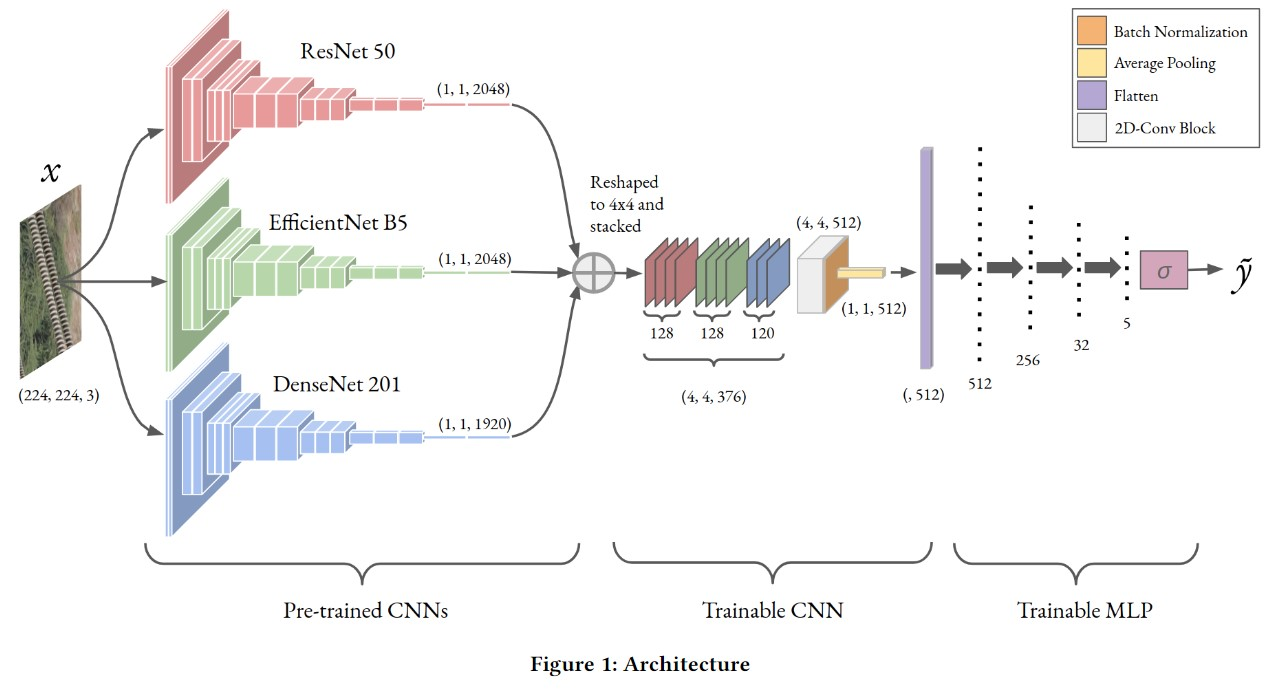 Batch Normalization
Average Pooling
Flatten
2D-Conv Block
x
(224, 224, 3)
ResNet 50
(1, 1, 2048)
EfficientNet B5
(1, 1, 2048)
DenseNet 201
(1, 1, 1920)
Reshaped
to 4x4 and
stacked
128
128
120
(4, 4, 376)
(4, 4, 512)
(1, 1, 512)
(, 512)
512
256
32
5
σ
ỹ
Pre-trained CNNs
Trainable CNN
Trainable MLP
Figure 1: Architecture